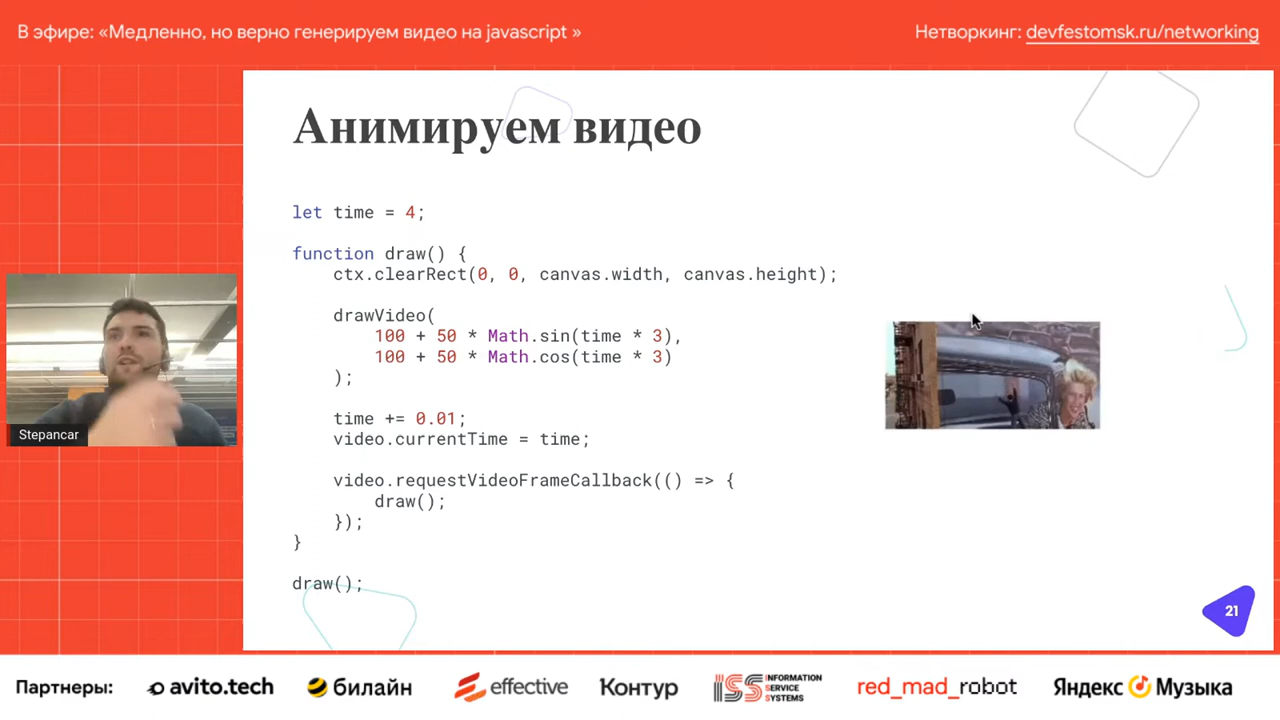 В эфире: «Медленно, но верно генерируем видео на javascript »
Нетворкинг: devfestomsk.ru/networking
Анимируем видео
let time = 4;
function draw() {
ctx.clearRect(0, 0, canvas.width, canvas.height);
drawVideo(
100 + 50 * Math.sin(time * 3),
100 + 50 * Math.cos(time * 3)
);
time += 0.01;
video.currentTime = time;
video.requestVideoFrameCallback(() => {
draw();
});
}
draw();
Stepancar
21
Партнеры:
avito.tech
билайн
effective
Контур
ISS INFORMATION
SERVICE
SYSTEMS
red_mad_robot
Яндекс Музыка